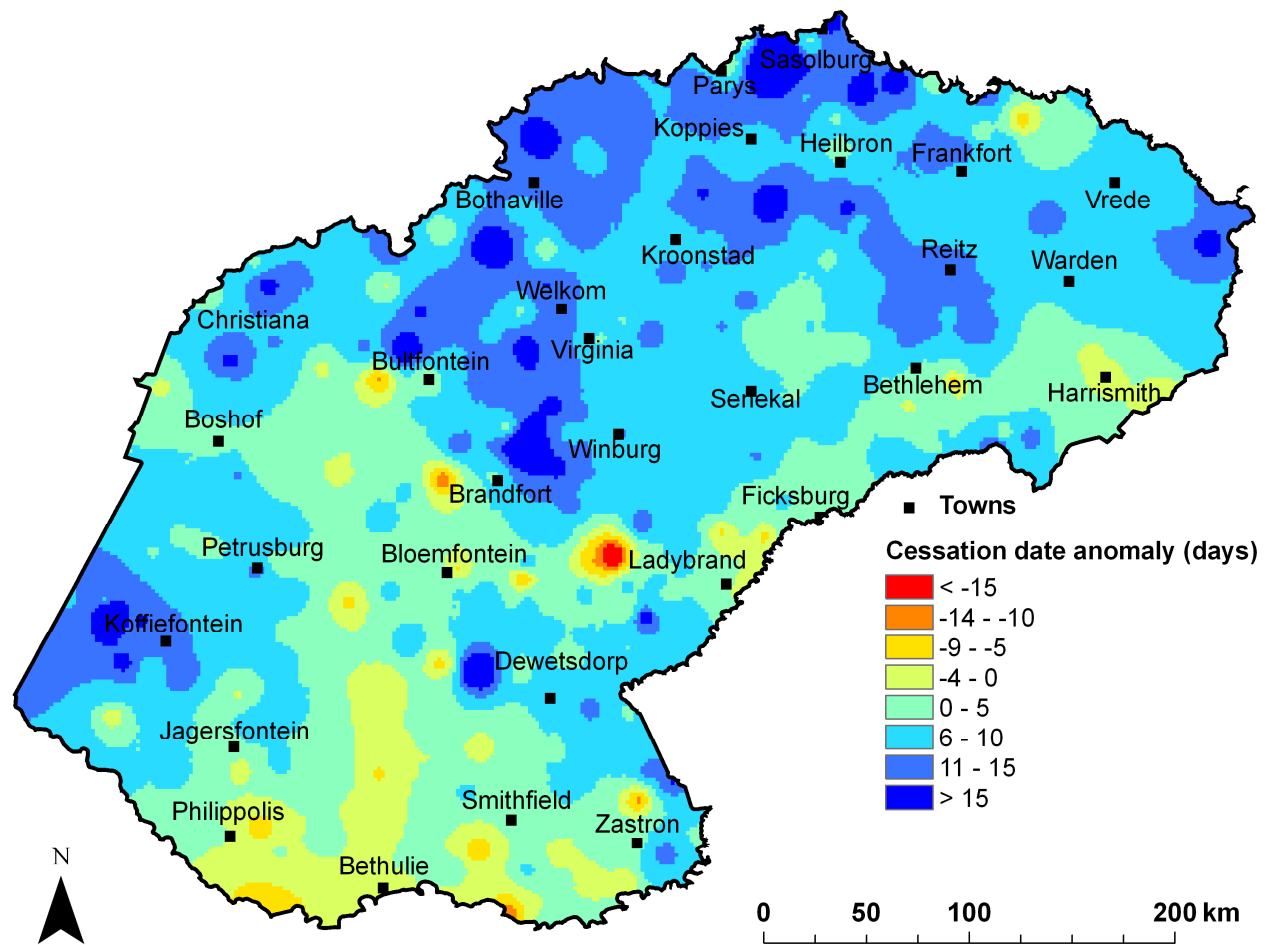 Sasolburg
Parys
Koppies
Heilbron
Frankfort
Bothaville
Vrede
Kroonstad
Reitz
Warden
Welkom
Christiana
Virginia
Bultfontein
Bethlehem
Harrismith
Senekal
Boshof
Winburg
Brandfort
Ficksburg
Towns
Petrusburg
Bloemfontein
Ladybrand
Cessation date anomaly (days)
< -15
-14 - -10
-9 - -5
-4 - 0
0 - 5
6 - 10
11 - 15
> 15
Koffiefontein
Dewetsdorp
Jagersfontein
Philippolis
Smithfield
Zastron
Bethulie
N
0 50 100 200 km